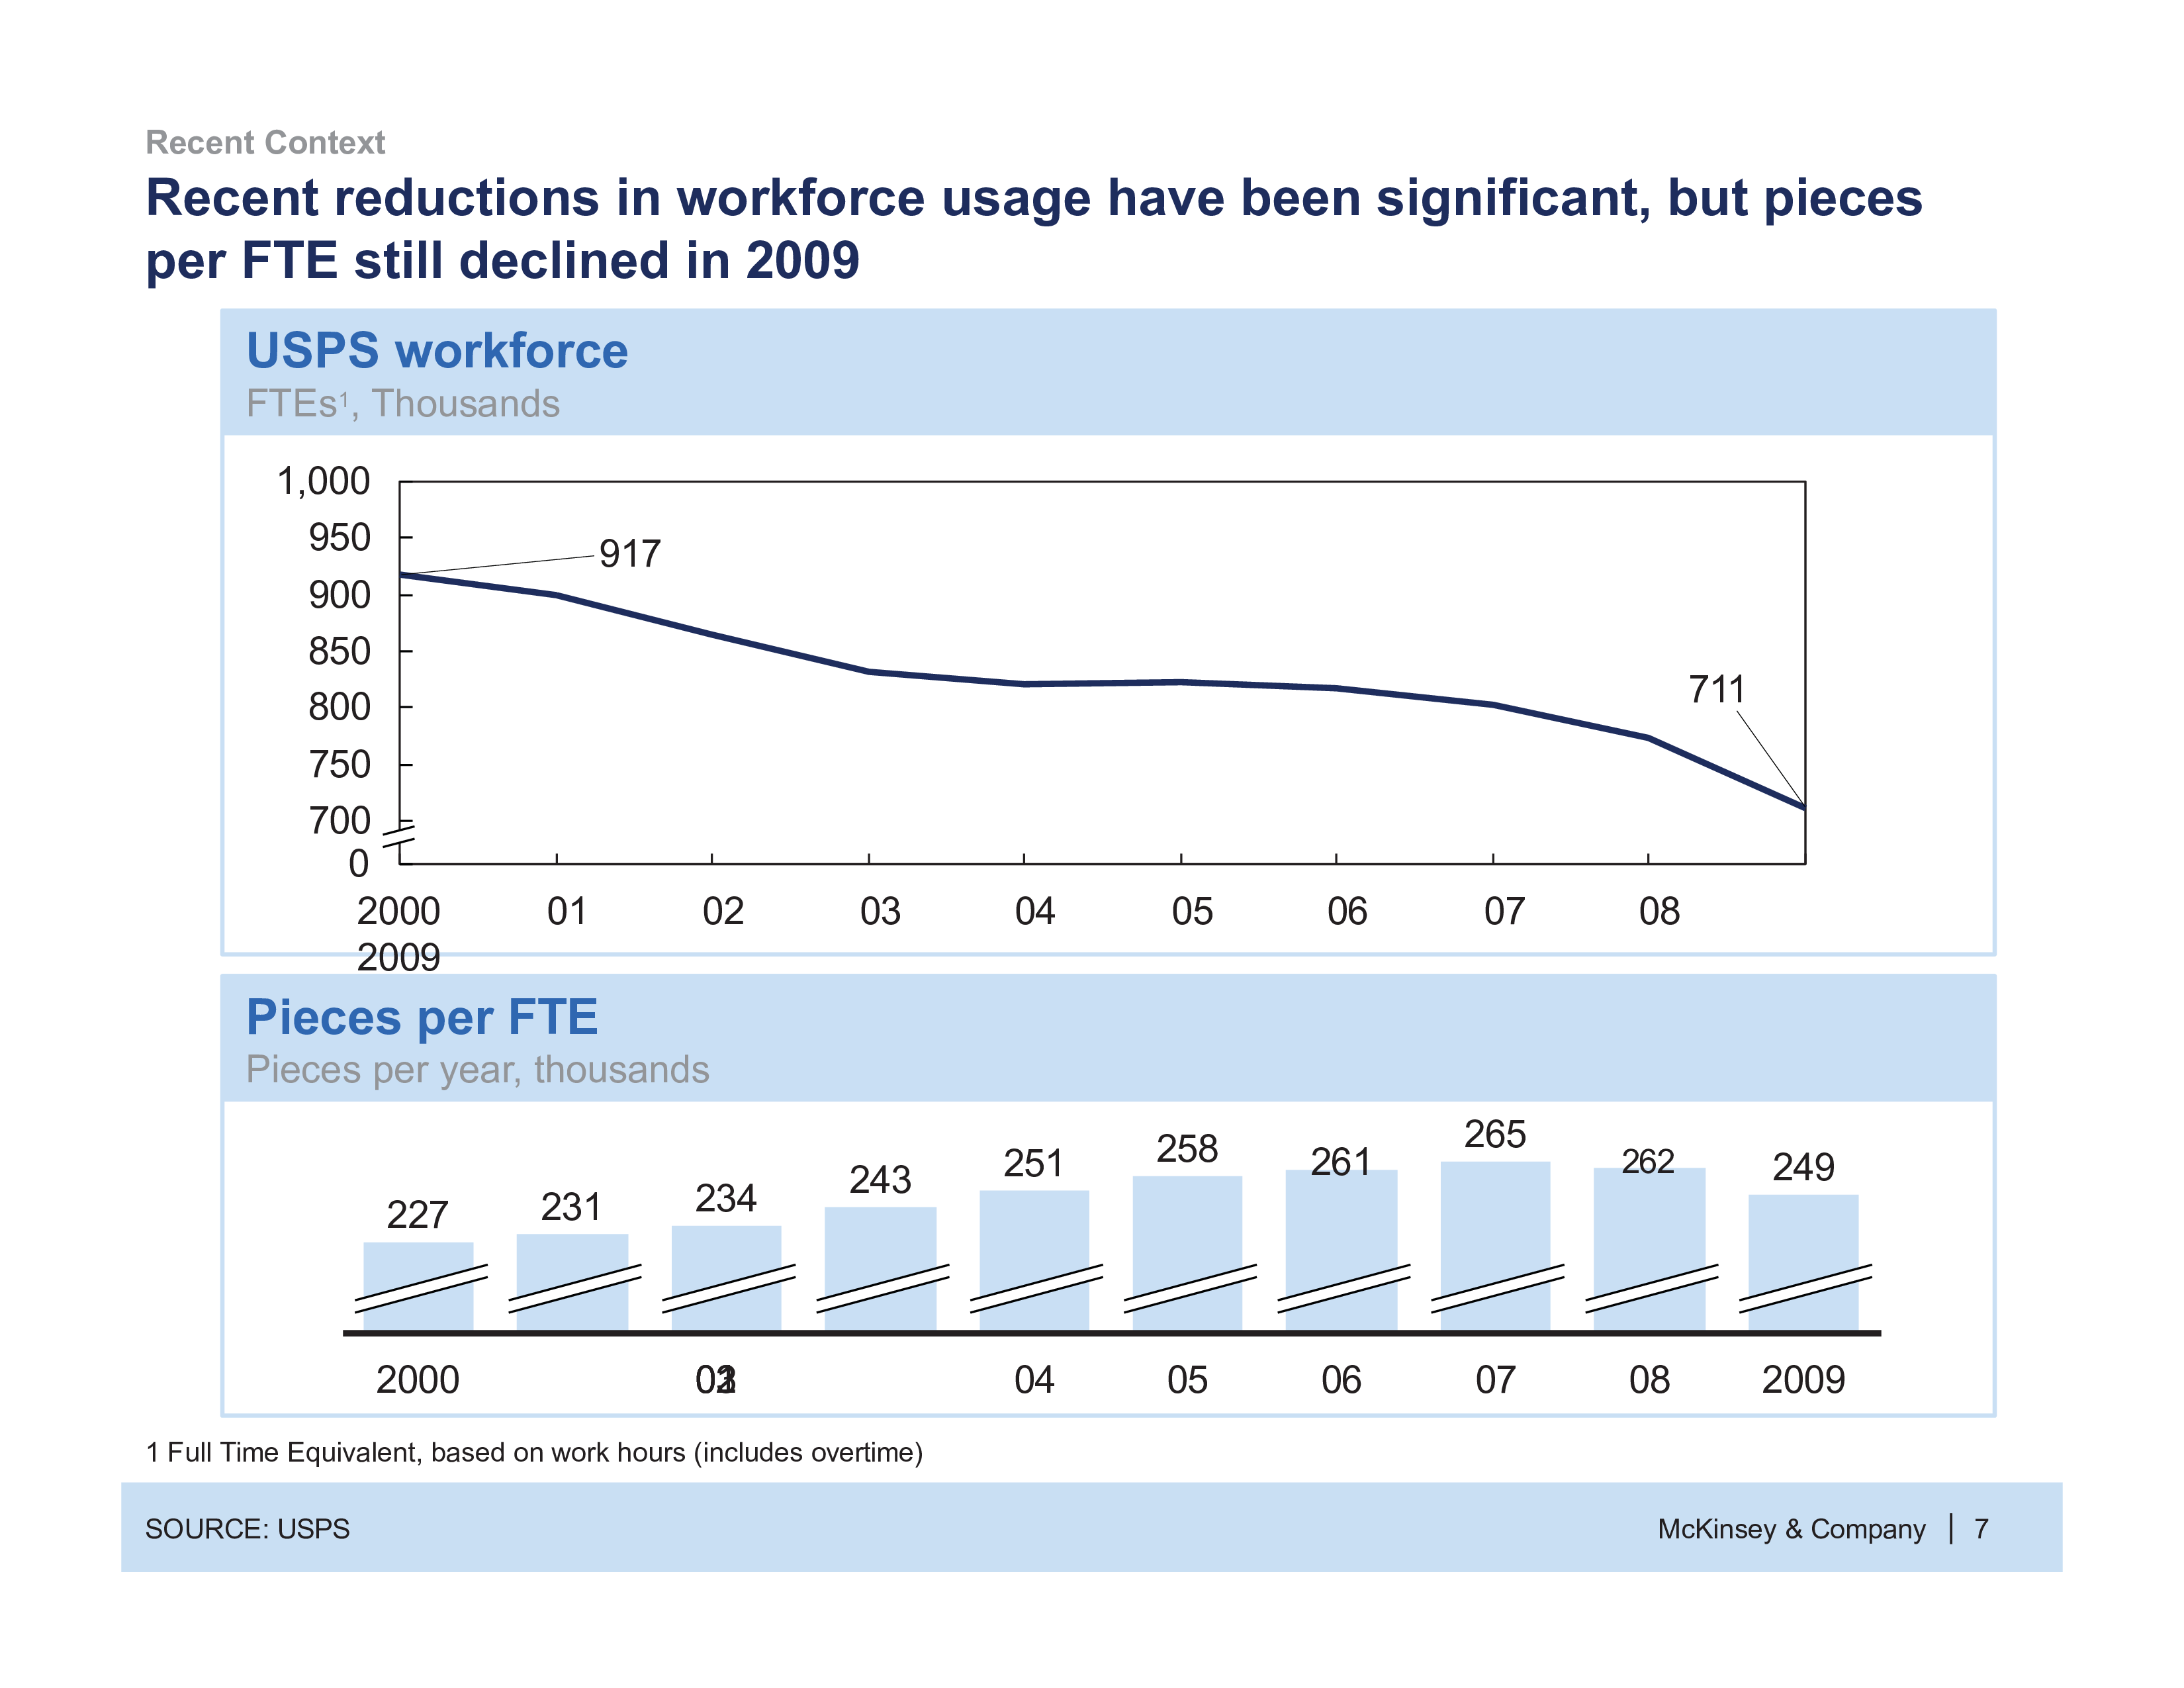 Recent Context
Recent reductions in workforce usage have been significant, but pieces
per FTE still declined in 2009
USPS workforce
FTEs¹, Thousands
1,000
950
917
900
850
800
711
750
700
0
2000 01 02 03 04 05 06 07 08
2009
Pieces per FTE
Pieces per year, thousands
227 231 234 243 251 258 261 265 262 249
2000 04 05 06 07 08 2009
1 Full Time Equivalent, based on work hours (includes overtime)
SOURCE: USPS
McKinsey & Company | 7